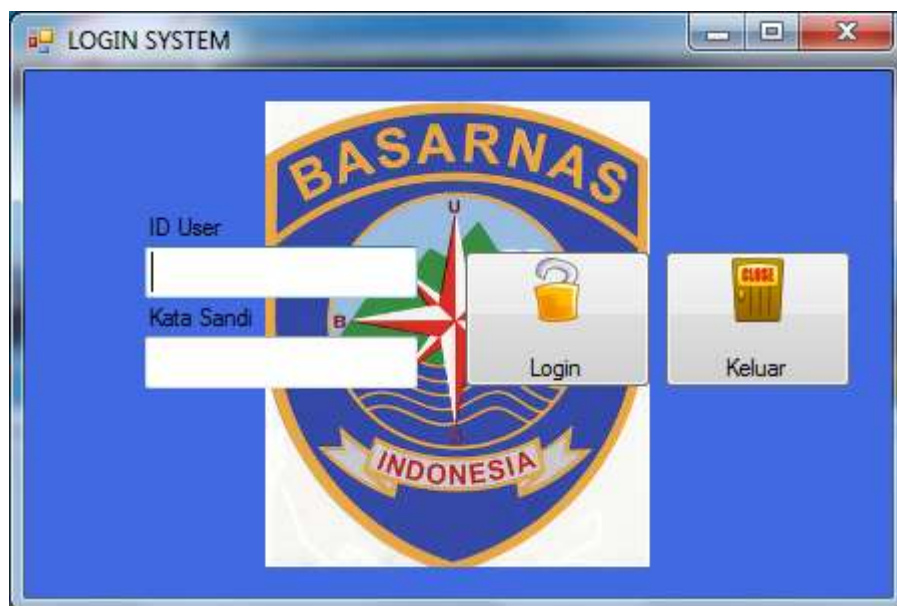 LOGIN SYSTEM
BASARNAS
U
ID User
CLOSE
Kata Sandi
B
Login
Keluar
INDONESIA